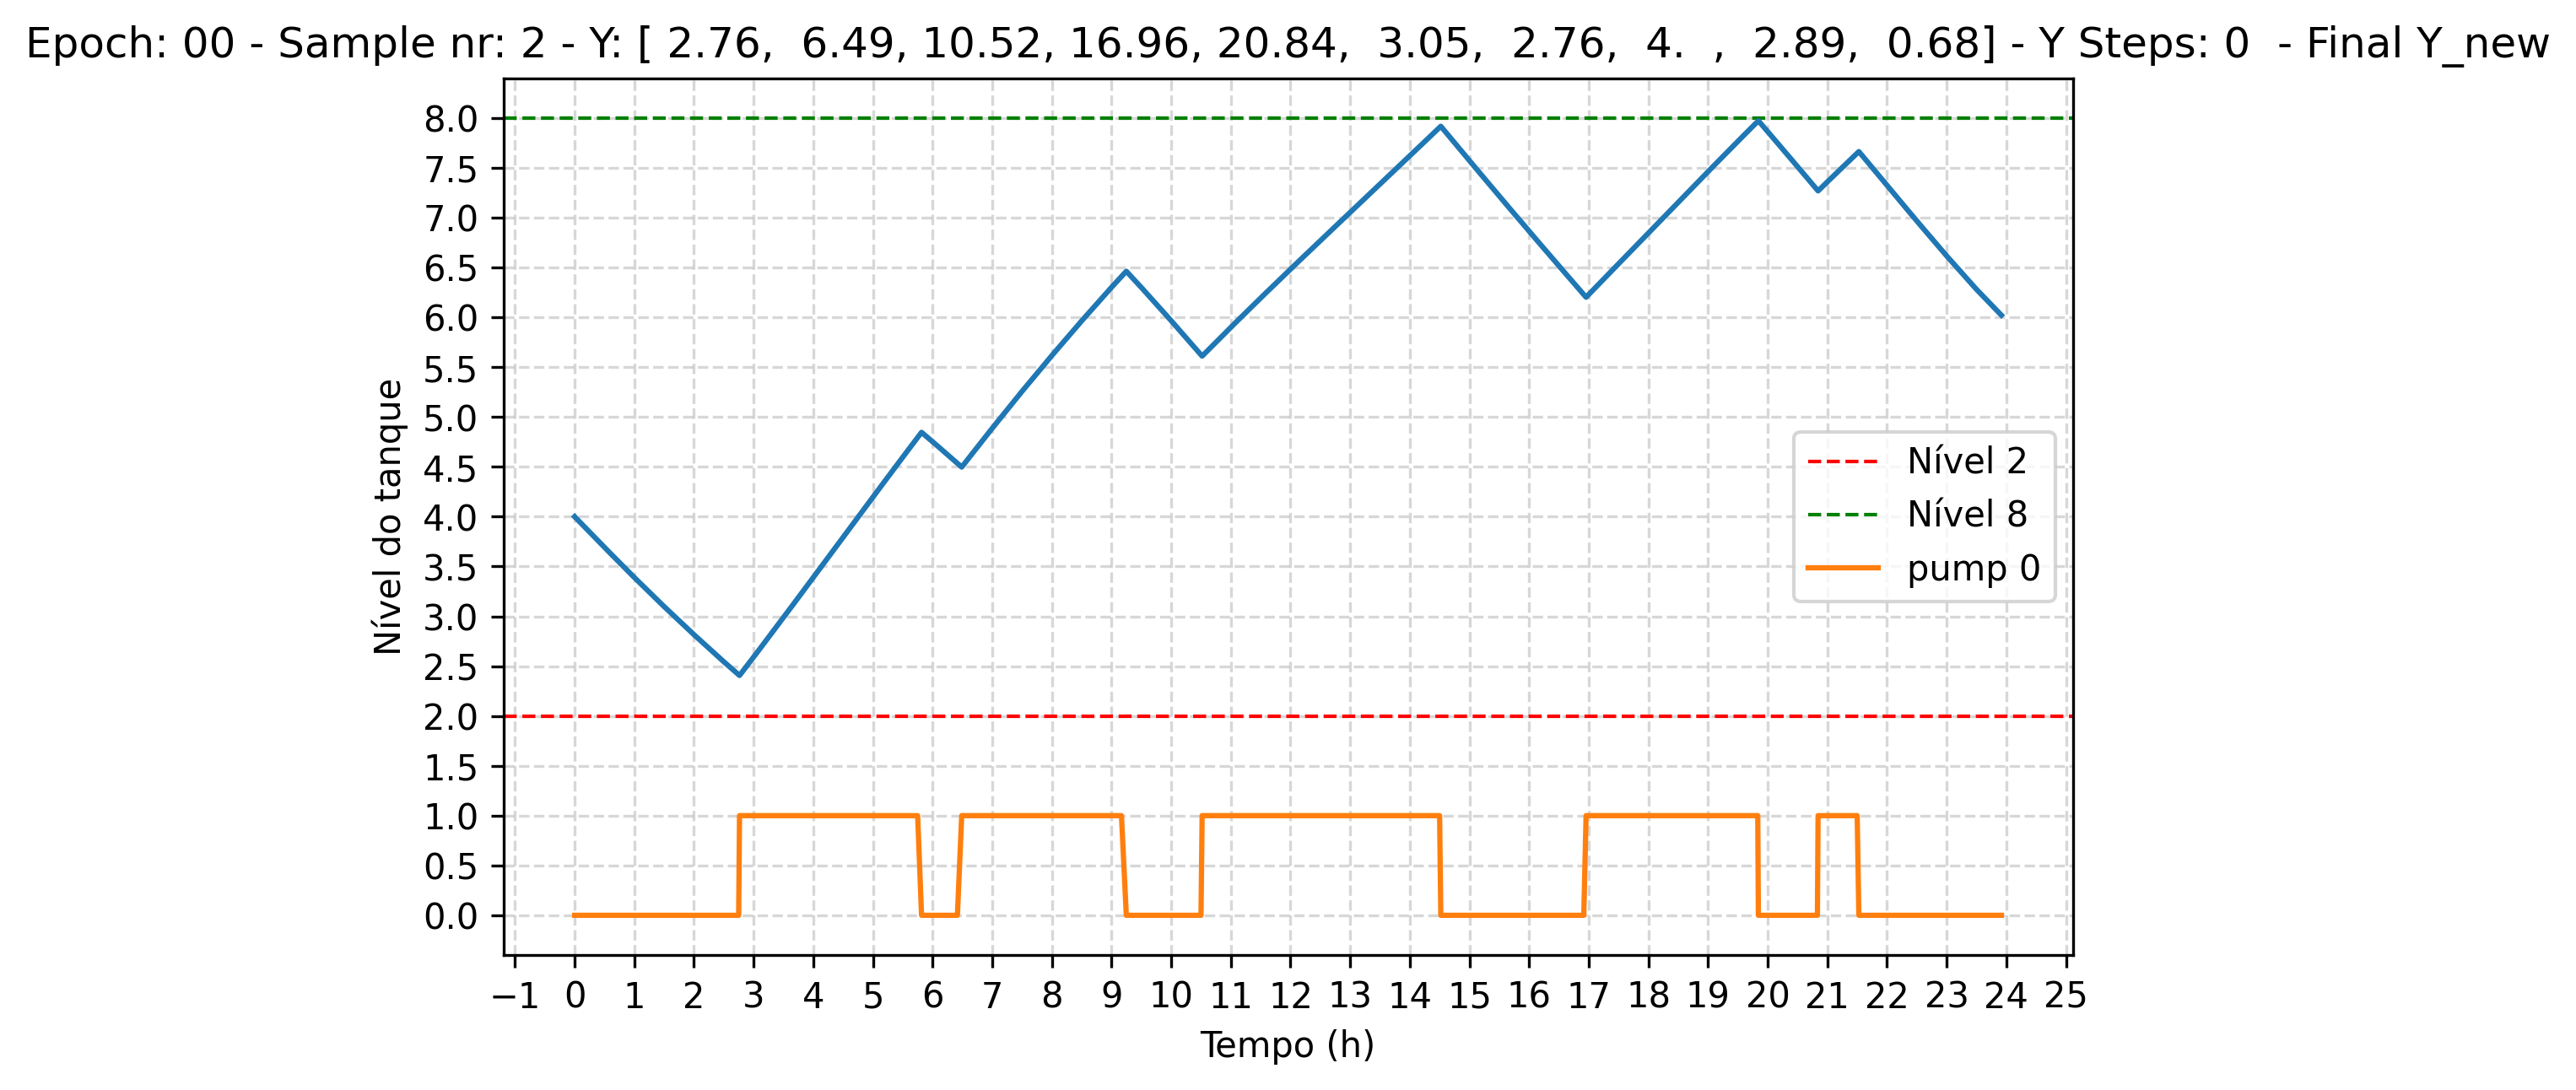 Epoch: 00 - Sample nr: 2 - Y: [ 2.76,  6.49, 10.52, 16.96, 20.84,  3.05,  2.76,  4.  ,  2.89,  0.68] - Y Steps: 0  - Final Y_new
8.0
7.5
7.0
6.5
6.0
5.5
5.0
4.5
4.0
3.5
3.0
2.5
2.0
1.5
1.0
0.5
0.0
Nível do tanque
Nível 2
Nível 8
pump 0
−1 0 1 2 3 4 5 6 7 8 9 10 11 12 13 14 15 16 17 18 19 20 21 22 23 24 25
Tempo (h)